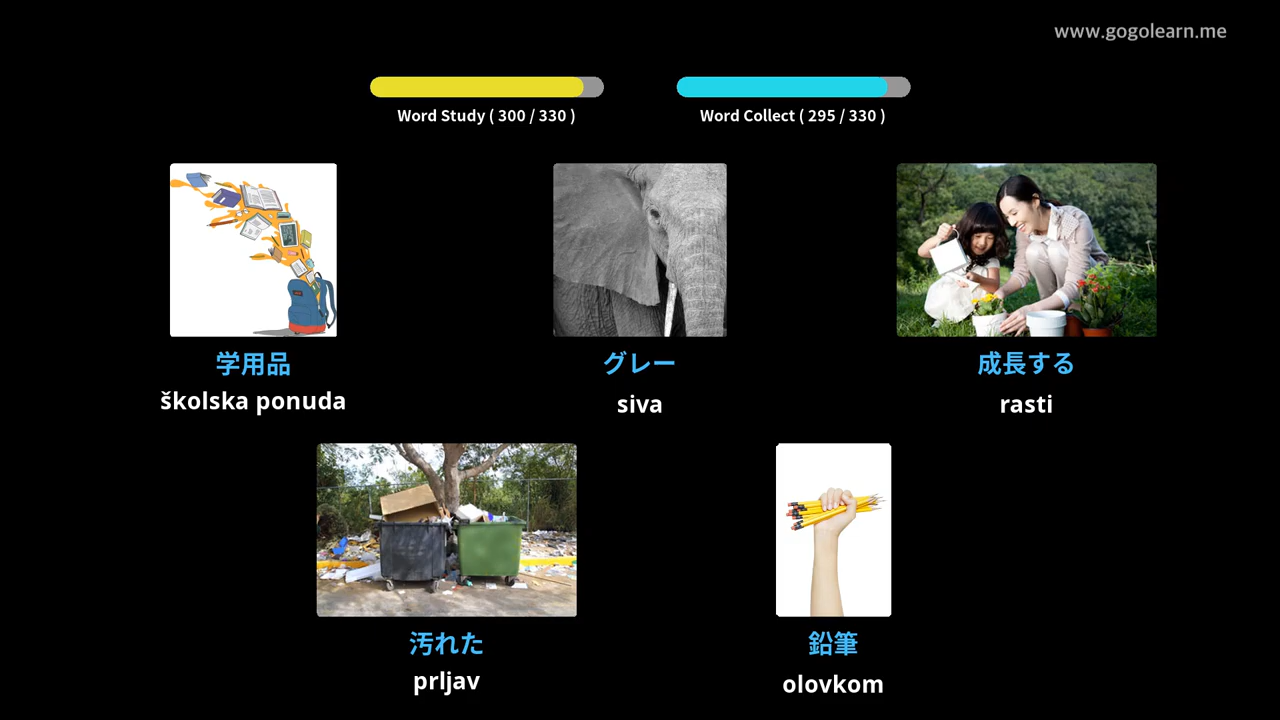 www.gogolearn.me
Word Study ( 300 / 330 )
Word Collect ( 295 / 330 )
学用品
školska ponuda
グレー
siva
成長する
rasti
汚れた
prljav
鉛筆
olovkom